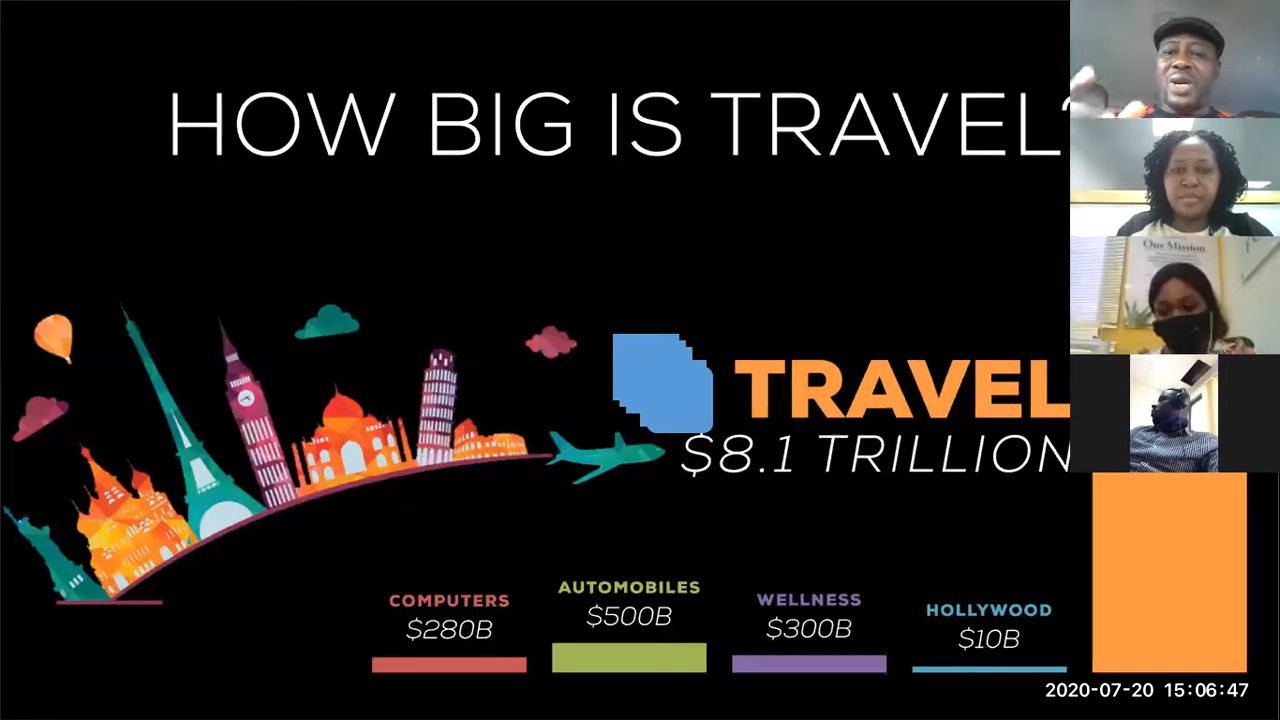 HOW BIG IS TRAVEL?
Our Mission
TRAVEL
$8.1 TRILLION
COMPUTERS
$280B
AUTOMOBILES
$500B
WELLNESS
$300B
HOLLYWOOD
$10B
2020-07-20 15:06:47